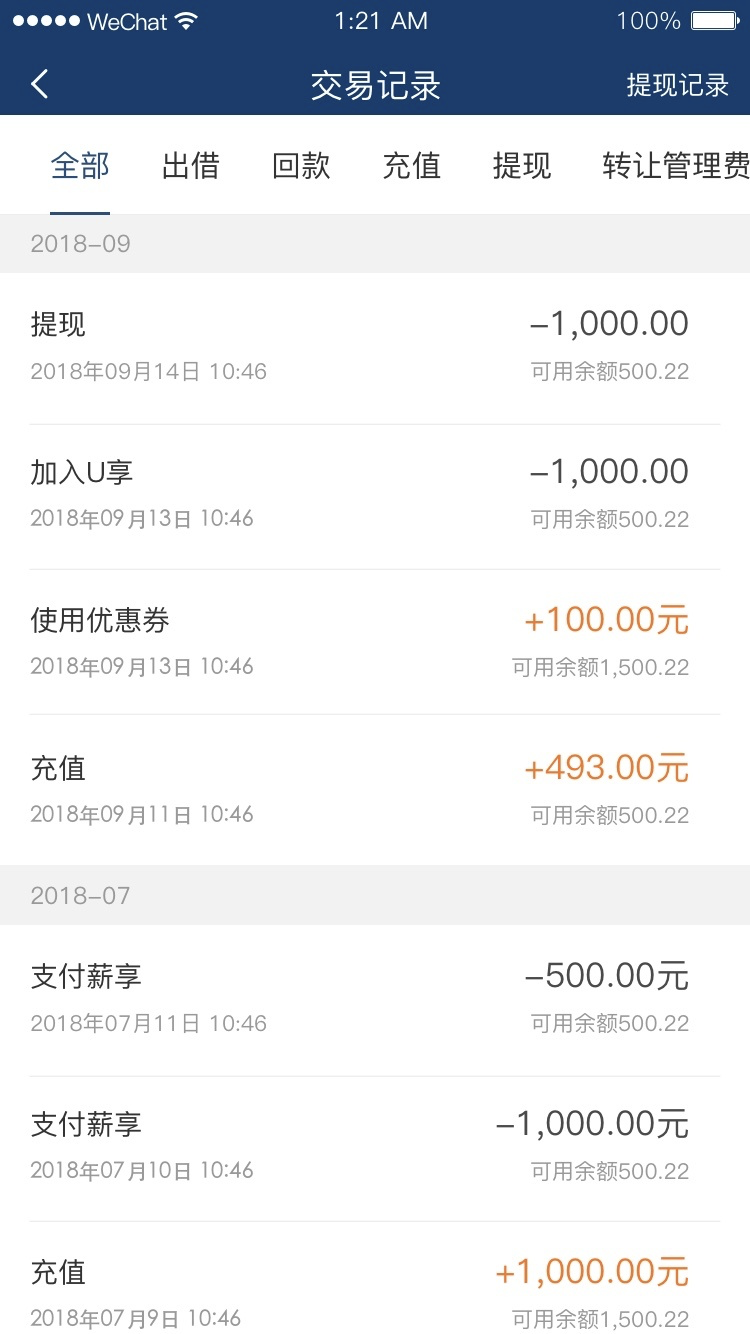 WeChat 1:21 AM 100%
交易记录 提现记录
全部 出借 回款 充值 提现 转让管理费
2018-09
提现 -1,000.00
2018年09月14日 10:46 可用余额500.22
加入U享 -1,000.00
2018年09月13日 10:46 可用余额500.22
使用优惠券 +100.00元
2018年09月13日 10:46 可用余额1,500.22
充值 +493.00元
2018年09月11日 10:46 可用余额500.22
2018-07
支付薪享 -500.00元
2018年07月11日 10:46 可用余额500.22
支付薪享 -1,000.00元
2018年07月10日 10:46 可用余额500.22
充值 +1,000.00元
2018年07月9日 10:46 可用余额1,500.22